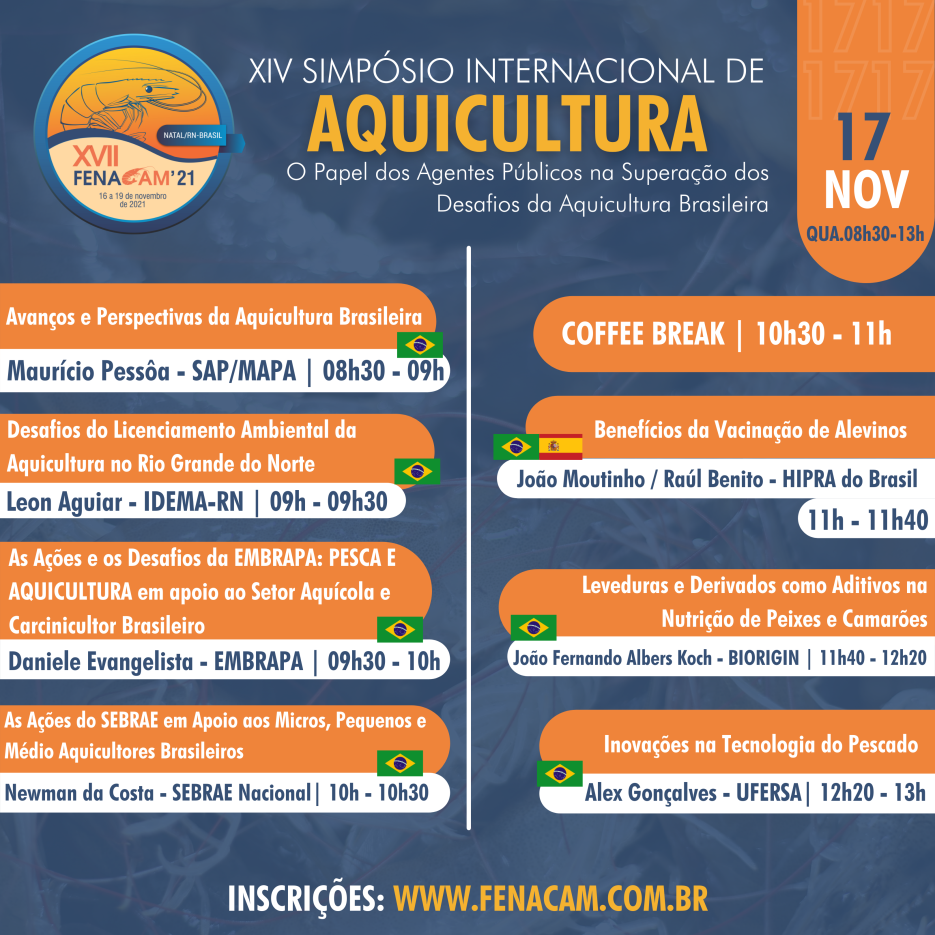 XIV SIMPÓSIO INTERNACIONAL DE
AQUICULTURA
O Papel dos Agentes Públicos na Superação dos
Desafios da Aquicultura Brasileira
NATAL/RN-BRASIL
XVII
FENACAM'21
16 a 19 de novembro
de 2021
1717
1717
17
NOV
QUA.08h30-13h
Avanços e Perspectivas da Aquicultura Brasileira
Maurício Pessôa - SAP/MAPA | 08h30 - 09h
Desafios do Licenciamento Ambiental da
Aquicultura no Rio Grande do Norte
Leon Aguiar - IDEMA-RN | 09h - 09h30
As Ações e os Desafios da EMBRAPA: PESCA E
AQUICULTURA em apoio ao Setor Aquícola e
Carcinicultor Brasileiro
Daniele Evangelista - EMBRAPA | 09h30 - 10h
As Ações do SEBRAE em Apoio aos Micros, Pequenos e
Médio Aquicultores Brasileiros
Newman da Costa - SEBRAE Nacional| 10h - 10h30
COFFEE BREAK | 10h30 - 11h
Benefícios da Vacinação de Alevinos
João Moutinho / Raúl Benito - HIPRA do Brasil
11h - 11h40
Leveduras e Derivados como Aditivos na
Nutrição de Peixes e Camarões
João Fernando Albers Koch - BIORIGIN | 11h40 - 12h20
Inovações na Tecnologia do Pescado
Alex Gonçalves - UFERSA| 12h20 - 13h
INSCRIÇÕES: WWW.FENACAM.COM.BR